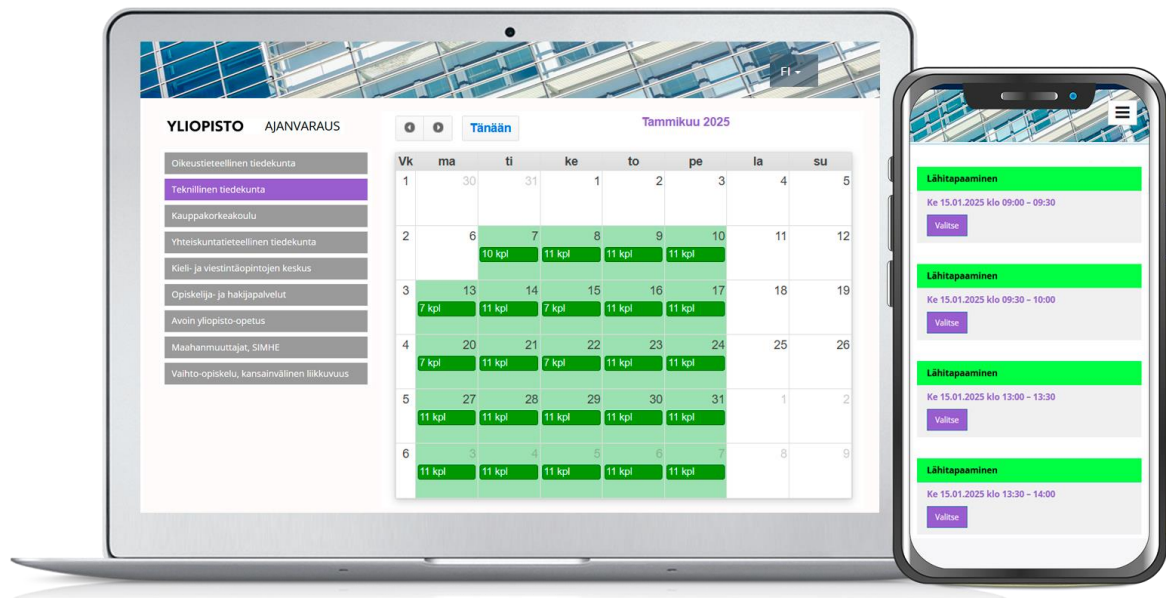 FI
YLIOPISTO AJANVARAUS
Oikeustieteellinen tiedekunta
Teknillinen tiedekunta
Kauppakorkeakoulu
Yhteiskuntatieteellinen tiedekunta
Kieli- ja viestintäopintojen keskus
Opiskelija- ja hakijapalvelut
Avoin yliopisto-opetus
Maahanmuuttajat, SIMHE
Vaihto-opiskelu, kansainvälinen liikkuvuus
Tänään
Tammikuu 2025
Vk ma ti ke to pe la su
1 30 31 1 2 3 4 5
2 6 7 8 9 10 11 12
10 kpl 11 kpl 11 kpl 11 kpl
3 13 14 15 16 17 18 19
7 kpl 11 kpl 7 kpl 11 kpl 11 kpl
4 20 21 22 23 24 25 26
7 kpl 11 kpl 7 kpl 11 kpl 11 kpl
5 27 28 29 30 31 1 2
11 kpl 11 kpl 11 kpl 11 kpl 11 kpl
6 3 4 5 6 7 8 9
11 kpl 11 kpl 11 kpl 11 kpl 11 kpl
Lähitapaaminen
Ke 15.01.2025 klo 09:00 – 09:30
Valitse
Lähitapaaminen
Ke 15.01.2025 klo 09:30 – 10:00
Valitse
Lähitapaaminen
Ke 15.01.2025 klo 13:00 – 13:30
Valitse
Lähitapaaminen
Ke 15.01.2025 klo 13:30 – 14:00
Valitse